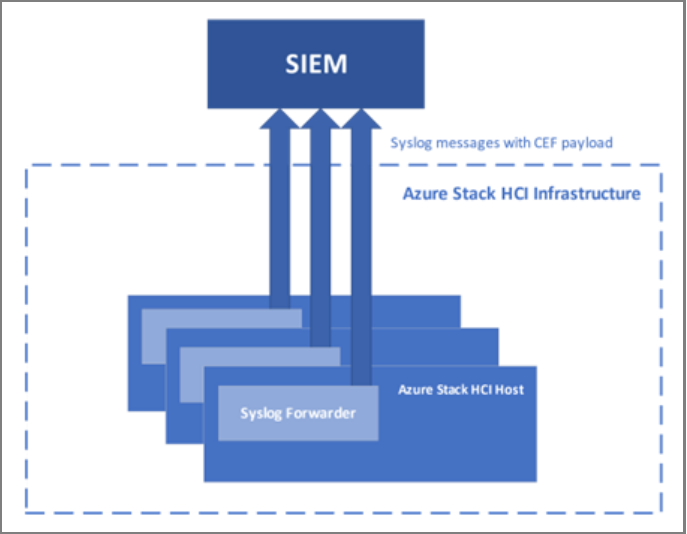 SIEM
Syslog messages with CEF payload
Azure Stack HCI Infrastructure
Azure Stack HCI Host
Syslog Forwarder